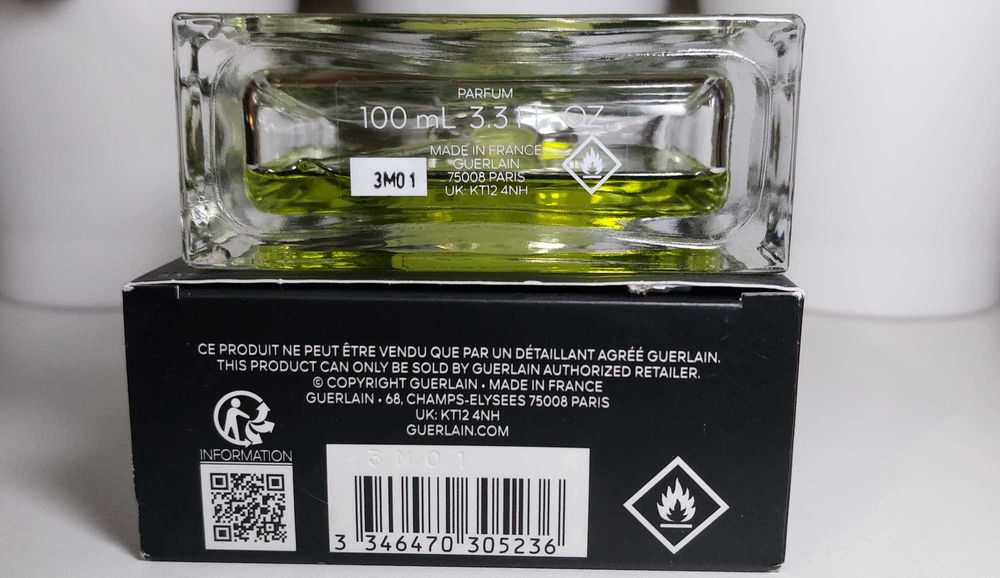 PARFUM
100 mL 3.3 OZ
MADE IN FRANCE
GUERLAIN
75008 PARIS
UK: KT12 4NH
3M01
CE PRODUIT NE PEUT ÊTRE VENDU QUE PAR UN DÉTAILLANT AGRÉÉ GUERLAIN.
THIS PRODUCT CAN ONLY BE SOLD BY GUERLAIN AUTHORIZED RETAILER.
© COPYRIGHT GUERLAIN • MADE IN FRANCE
GUERLAIN • 68, CHAMPS-ELYSEES 75008 PARIS
UK: KT12 4NH
GUERLAIN.COM
INFORMATION
3M01
3 346470 305236